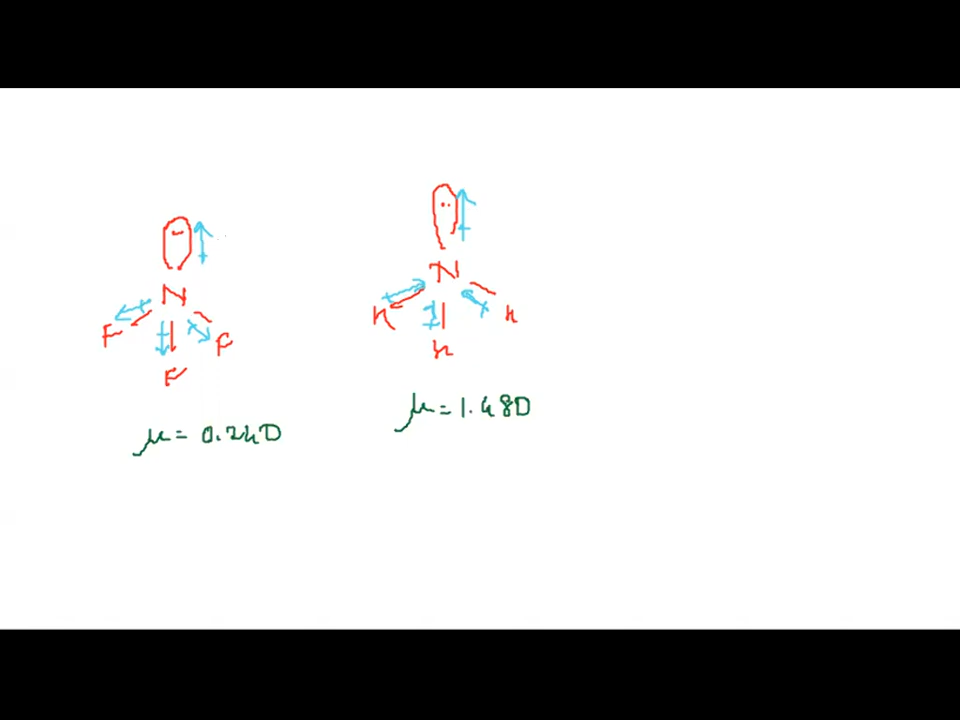 N
F F
F
μ = 0.24D
N
H H
H
μ = 1.48D